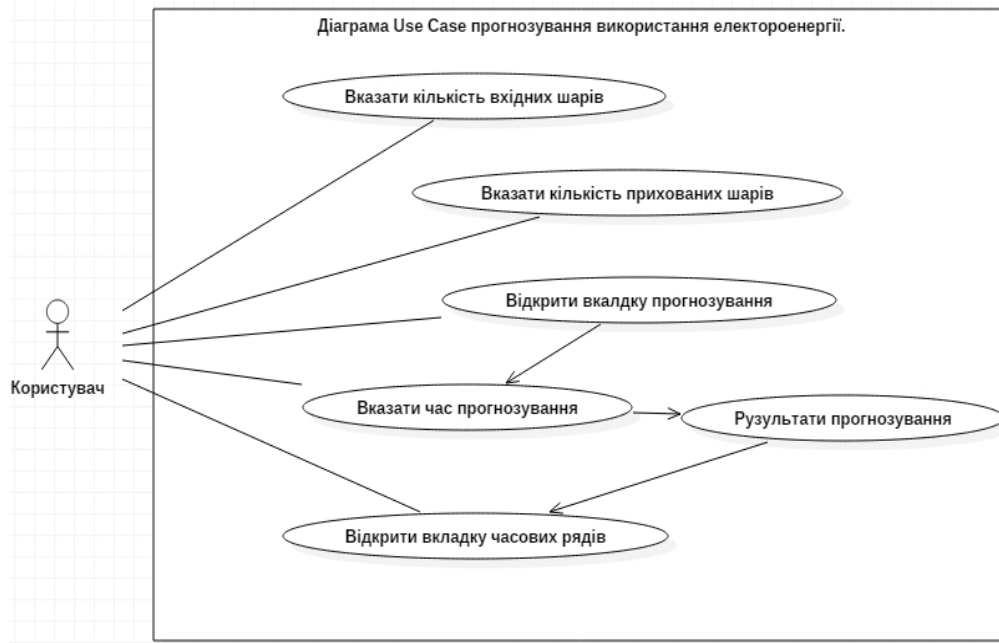 Діаграма Use Case прогнозування використання електороенергії.
Вказати кількість вхідних шарів
Вказати кількість прихованих шарів
Відкрити вкалдку прогнозування
Користувач
Вказати час прогнозування
Рузультати прогнозування
Відкрити вкладку часових рядів